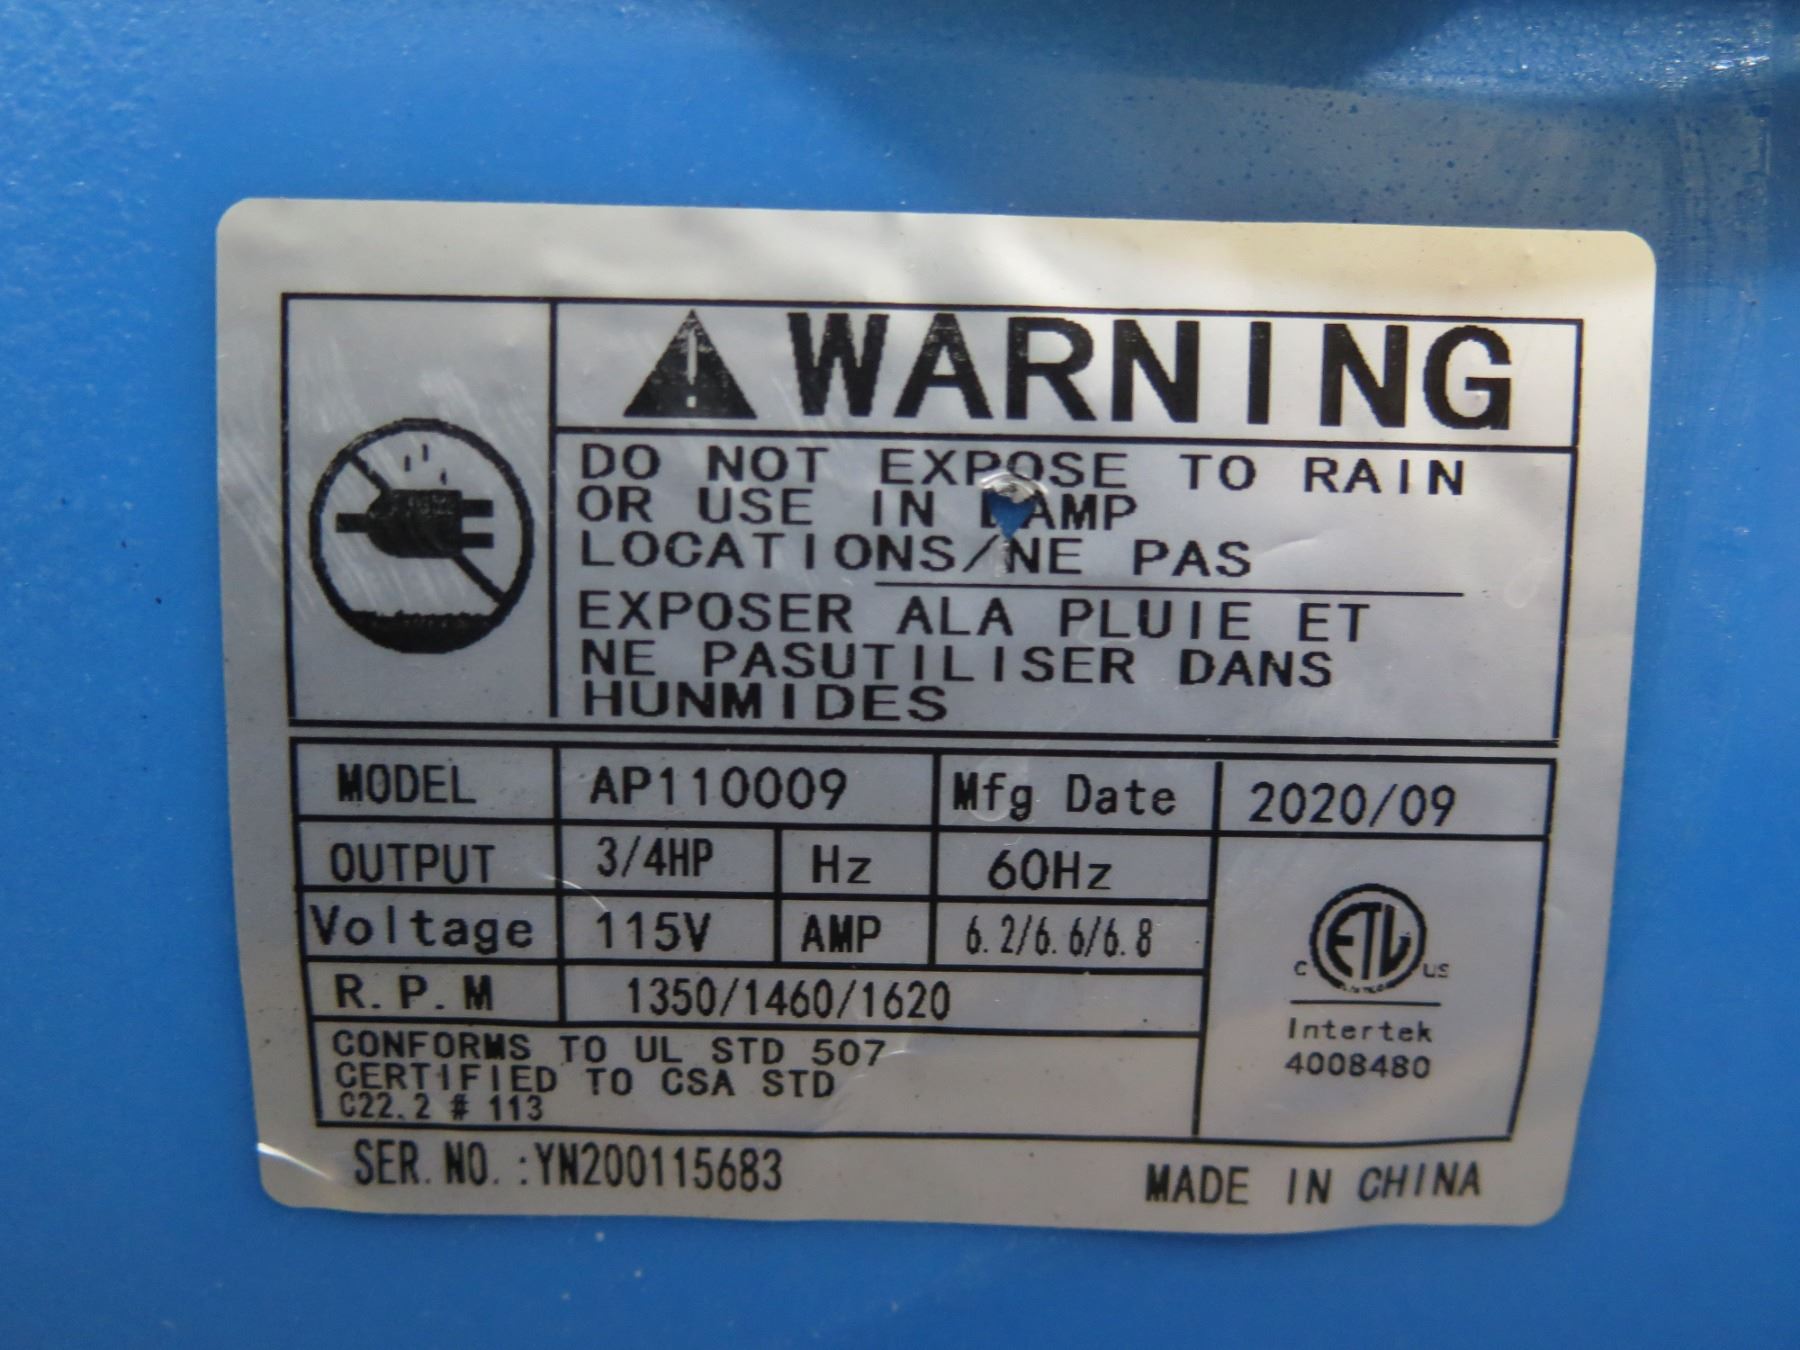 WARNING
DO NOT EXPOSE TO RAIN
OR USE IN DAMP
LOCATIONS/NE PAS
EXPOSER ALA PLUIE ET
NE PASUTILISER DANS
HUNMIDES
MODEL AP110009 Mfg Date 2020/09
OUTPUT 3/4HP Hz 60Hz
Voltage 115V AMP 6.2/6.6/6.8
R.P.M 1350/1460/1620
CONFORMS TO UL STD 507
CERTIFIED TO CSA STD
C22.2 # 113
C ETL US
Intertek
4008480
SER.NO.:YN200115683
MADE IN CHINA